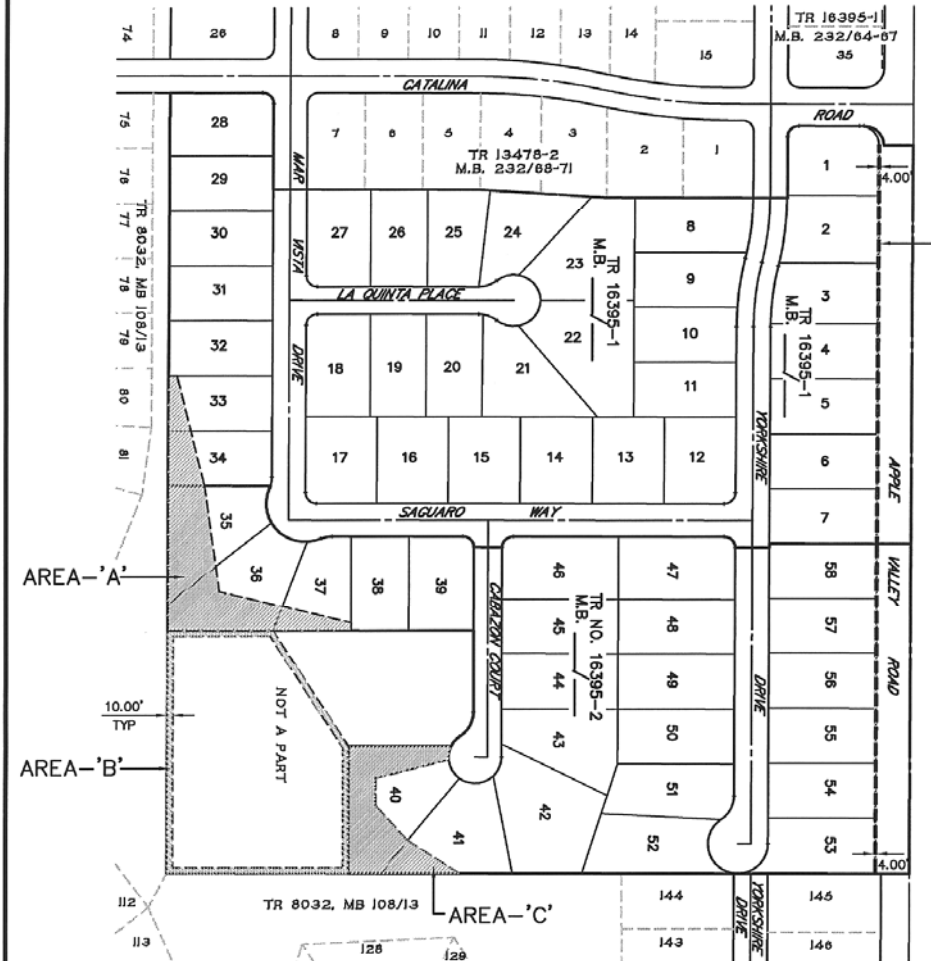 TR 16395-1
M.B. 232/64-67
74
26
8
9
10
11
12
13
14
15
35
CATALINA
ROAD
75
28
7
6
5
4
3
2
1
1
TR 13478-2
M.B. 232/68-71
4.00'
76
29
MAR
77
30
27
26
25
24
8
2
TR 8032, MB 108/13
VISTA
23
TR 16395-1
M.B.
9
78
31
LA QUINTA PLACE
3
TR 16395-1
M.B.
79
32
22
10
4
DRIVE
18
19
20
21
11
80
33
5
YORKSHIRE
81
34
17
16
15
14
13
12
6
APPLE
SAGUARO WAY
7
35
AREA-'A'
36
37
38
39
46
47
58
VALLEY
CABAZON COURT
TR NO. 16395-2
M.B.
45
48
57
44
49
56
ROAD
DRIVE
NOT A PART
10.00'
TYP
43
50
55
AREA-'B'
40
51
54
42
41
52
53
4.00'
112
TR 8032, MB 108/13
AREA-'C'
144
YORKSHIRE
DRIVE
145
113
128
129
143
146